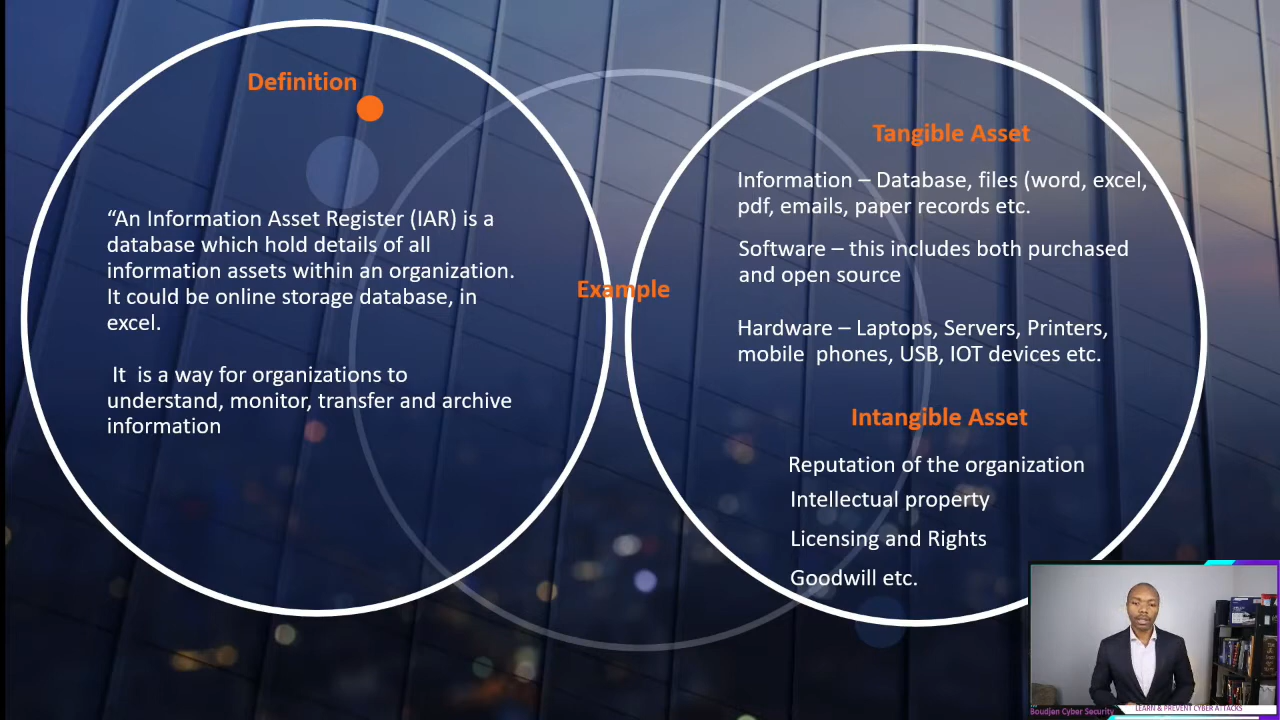 Definition
“An Information Asset Register (IAR) is a
database which hold details of all
information assets within an organization.
It could be online storage database, in
excel.
It is a way for organizations to
understand, monitor, transfer and archive
information
Example
Tangible Asset
Information – Database, files (word, excel,
pdf, emails, paper records etc.
Software – this includes both purchased
and open source
Hardware – Laptops, Servers, Printers,
mobile phones, USB, IOT devices etc.
Intangible Asset
Reputation of the organization
Intellectual property
Licensing and Rights
Goodwill etc.
Boudjen Cyber Security
LEARN & PREVENT CYBER ATTACKS